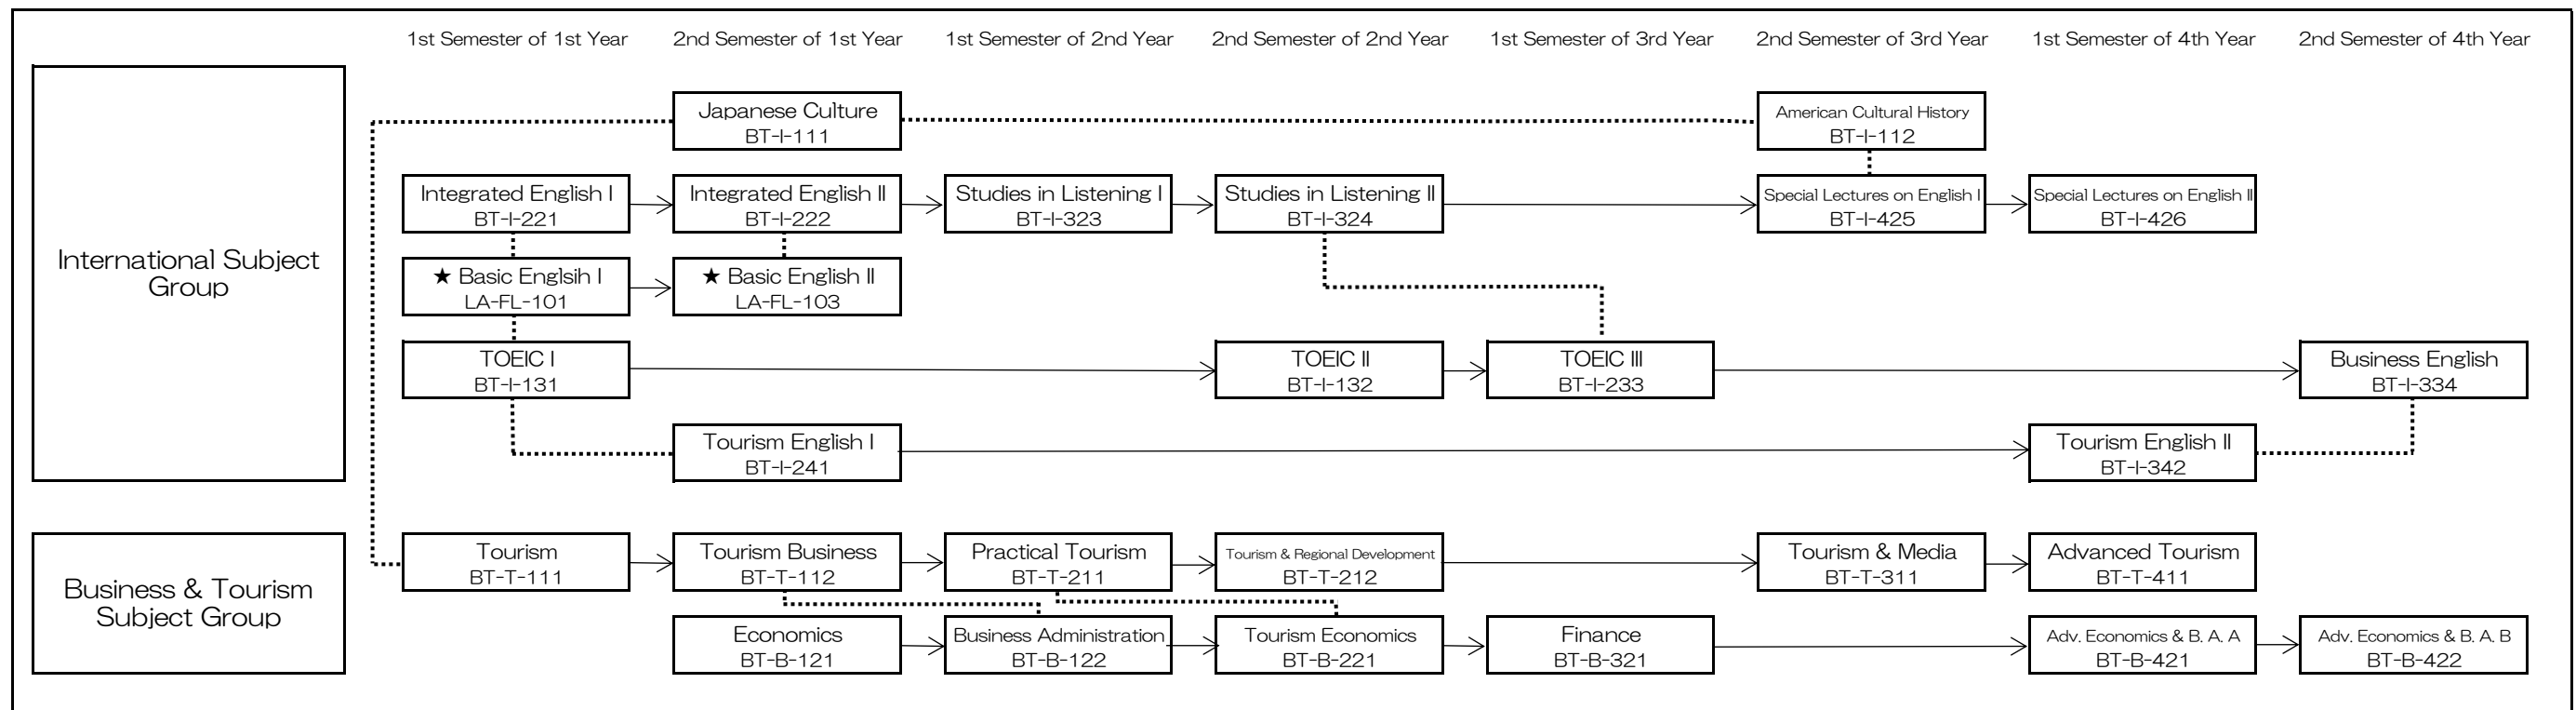 1st Semester of 1st Year
2nd Semester of 1st Year
1st Semester of 2nd Year
2nd Semester of 2nd Year
1st Semester of 3rd Year
2nd Semester of 3rd Year
1st Semester of 4th Year
2nd Semester of 4th Year
International Subject
Group
Japanese Culture
BT-I-111
American Cultural History
BT-I-112
Integrated English I
BT-I-221
Integrated English II
BT-I-222
Studies in Listening I
BT-I-323
Studies in Listening II
BT-I-324
Special Lectures on English I
BT-I-425
Special Lectures on English II
BT-I-426
★ Basic Englsih I
LA-FL-101
★ Basic English II
LA-FL-103
TOEIC I
BT-I-131
TOEIC II
BT-I-132
TOEIC III
BT-I-233
Business English
BT-I-334
Tourism English I
BT-I-241
Tourism English II
BT-I-342
Business & Tourism
Subject Group
Tourism
BT-T-111
Tourism Business
BT-T-112
Practical Tourism
BT-T-211
Tourism & Regional Development
BT-T-212
Tourism & Media
BT-T-311
Advanced Tourism
BT-T-411
Economics
BT-B-121
Business Administration
BT-B-122
Tourism Economics
BT-B-221
Finance
BT-B-321
Adv. Economics & B. A. A
BT-B-421
Adv. Economics & B. A. B
BT-B-422